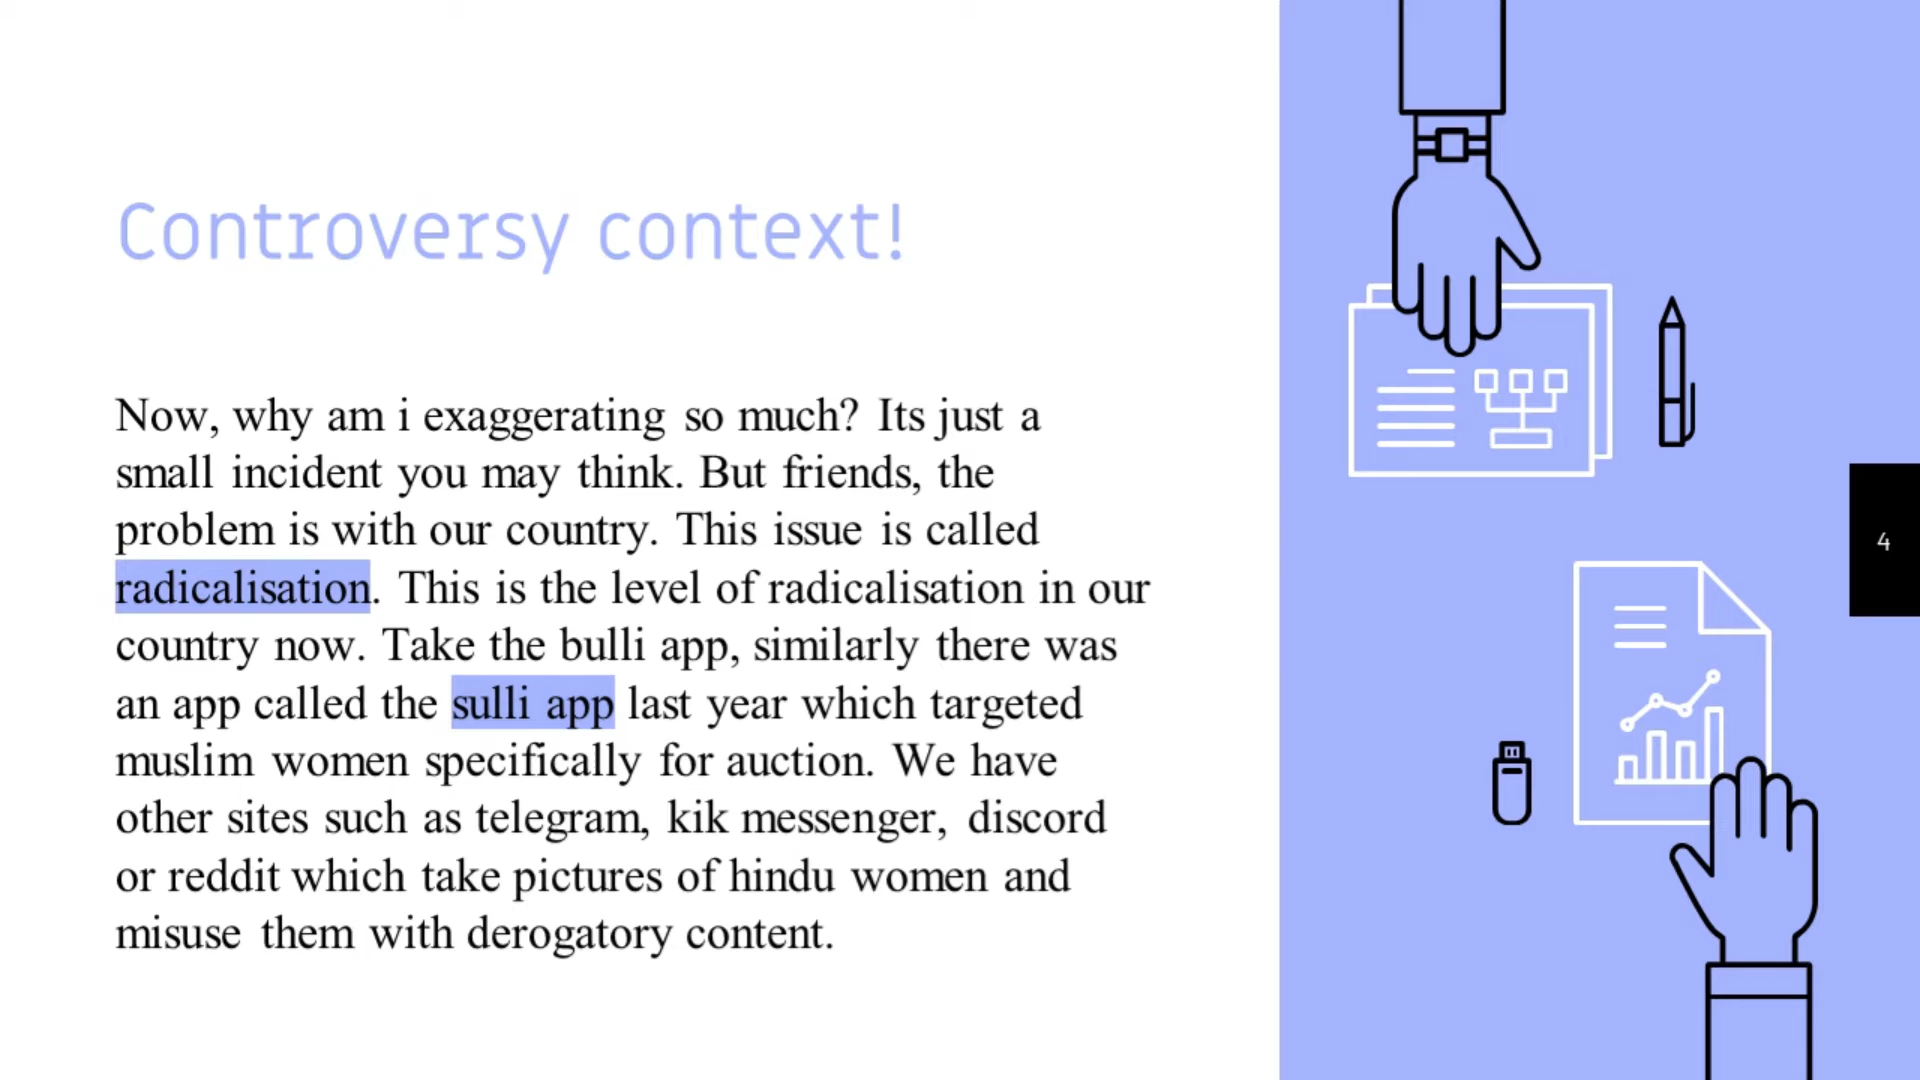 Controversy context!
Now, why am i exaggerating so much? Its just a
small incident you may think. But friends, the
problem is with our country. This issue is called
radicalisation. This is the level of radicalisation in our
country now. Take the bulli app, similarly there was
an app called the sulli app last year which targeted
muslim women specifically for auction. We have
other sites such as telegram, kik messenger, discord
or reddit which take pictures of hindu women and
misuse them with derogatory content.
4